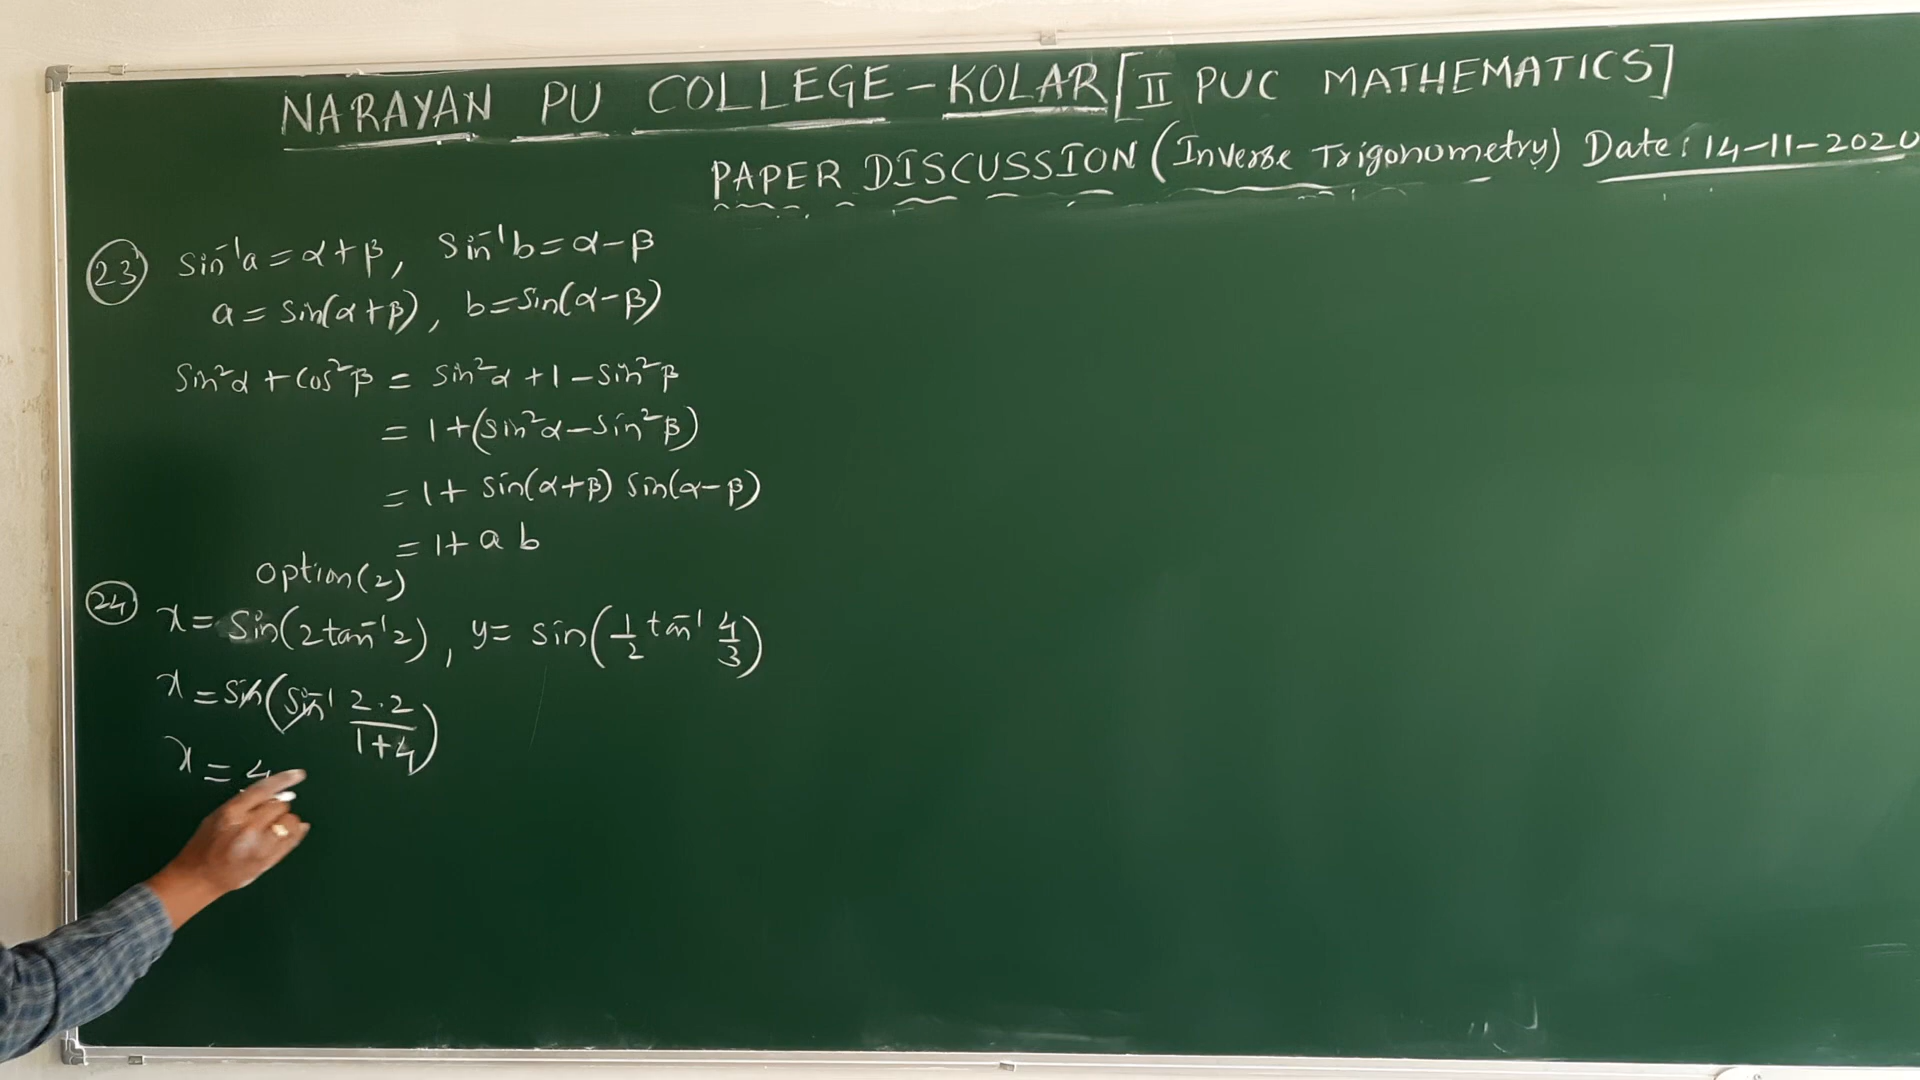 NARAYAN PU COLLEGE - KOLAR [II PUC MATHEMATICS]
PAPER DISCUSSION (Inverse Trigonometry) Date: 14-11-2020
(23) Sin⁻¹a = α+β, Sin⁻¹b = α-β
a = Sin(α+β), b = Sin(α-β)
Sin²α + Cos²β = Sin²α + 1 - Sin²β
= 1+(Sin²α - Sin²β)
= 1+ Sin(α+β) Sin(α-β)
= 1+ a b
option(2)
(24) x = Sin(2tan⁻¹2), y = sin(1/2 tan⁻¹ 4/3)
x = Sin(Sin⁻¹ 2·2/1+4)
x = 4